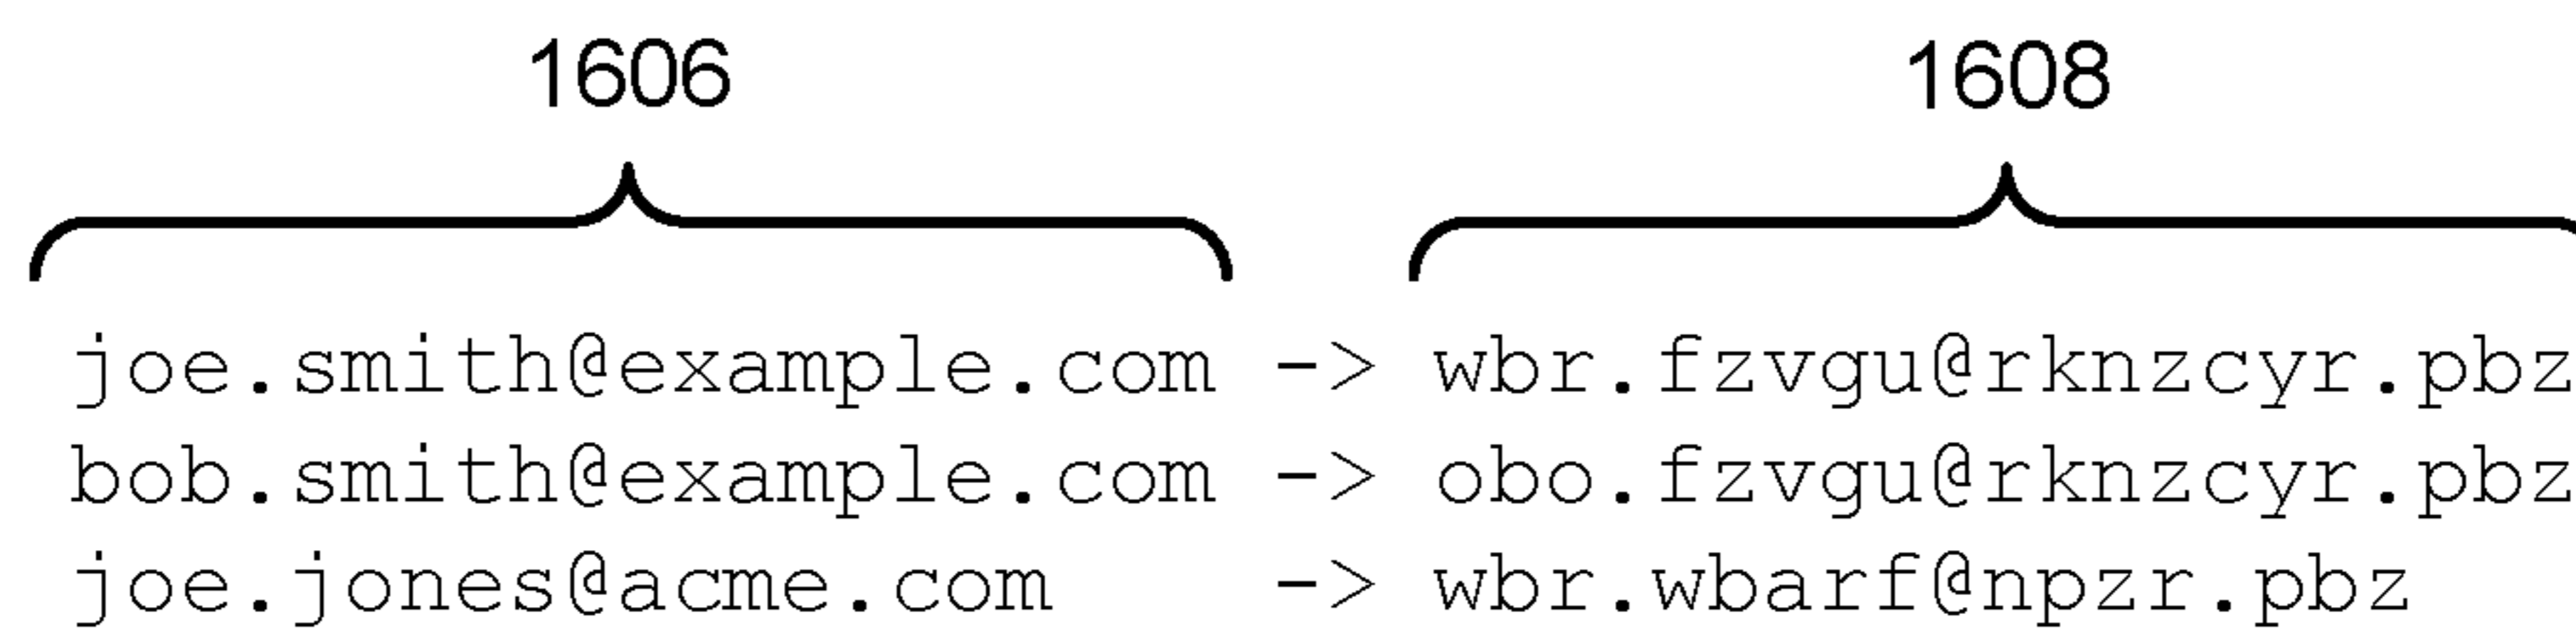 1606 1608
joe.smith@example.com -> wbr.fzvgu@rknzcyr.pbz
bob.smith@example.com -> obo.fzvgu@rknzcyr.pbz
joe.jones@acme.com -> wbr.wbarf@npzr.pbz